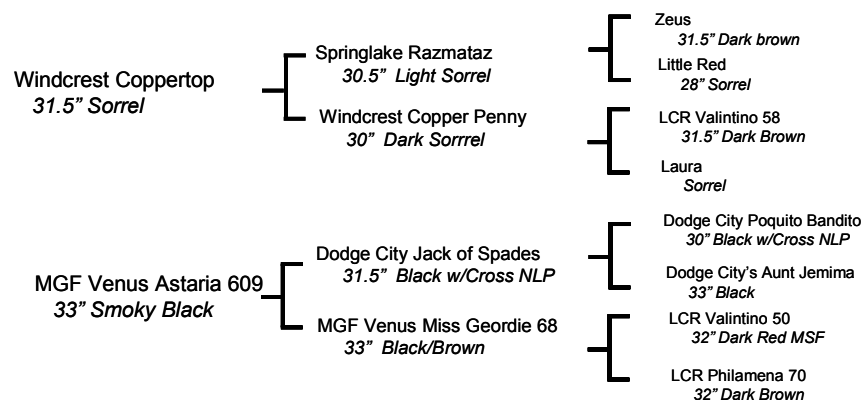 Windcrest Coppertop
31.5" Sorrel
Springlake Razmataz
30.5" Light Sorrel
Windcrest Copper Penny
30" Dark Sorrrel
Zeus
31.5" Dark brown
Little Red
28" Sorrel
LCR Valintino 58
31.5" Dark Brown
Laura
Sorrel
MGF Venus Astaria 609
33" Smoky Black
Dodge City Jack of Spades
31.5" Black w/Cross NLP
MGF Venus Miss Geordie 68
33" Black/Brown
Dodge City Poquito Bandito
30" Black w/Cross NLP
Dodge City's Aunt Jemima
33" Black
LCR Valintino 50
32" Dark Red MSF
LCR Philamena 70
32" Dark Brown